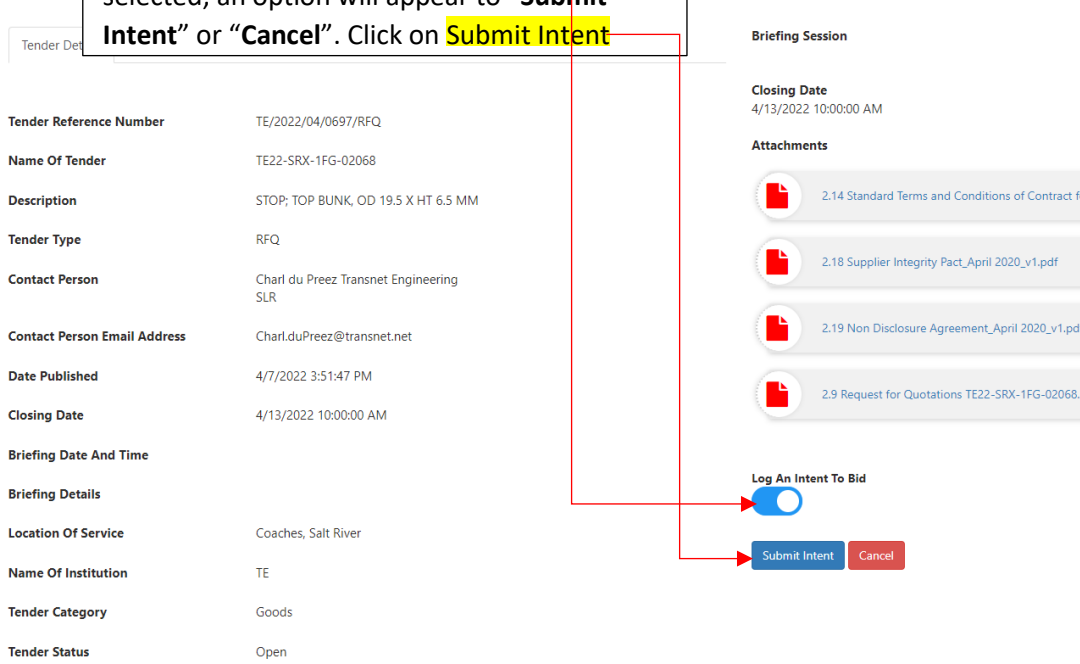 selected, an option will appear to "Submit
Intent" or "Cancel". Click on Submit Intent
Tender
Tender Reference Number TE/2022/04/0697/RFQ
Name Of Tender TE22-SRX-1FG-02068
Description STOP; TOP BUNK, OD 19.5 X HT 6.5 MM
Tender Type RFQ
Contact Person Charl du Preez Transnet Engineering
SLR
Contact Person Email Address Charl.duPreez@transnet.net
Date Published 4/7/2022 3:51:47 PM
Closing Date 4/13/2022 10:00:00 AM
Briefing Date And Time
Briefing Details
Location Of Service Coaches, Salt River
Name Of Institution TE
Tender Category Goods
Tender Status Open
Briefing Session
Closing Date
4/13/2022 10:00:00 AM
Attachments
2.14 Standard Terms and Conditions of Contract
2.18 Supplier Integrity Pact_April 2020_v1.pdf
2.19 Non Disclosure Agreement_April 2020_v1.pd
2.9 Request for Quotations TE22-SRX-1FG-02068.
Log An Intent To Bid
Submit Intent Cancel